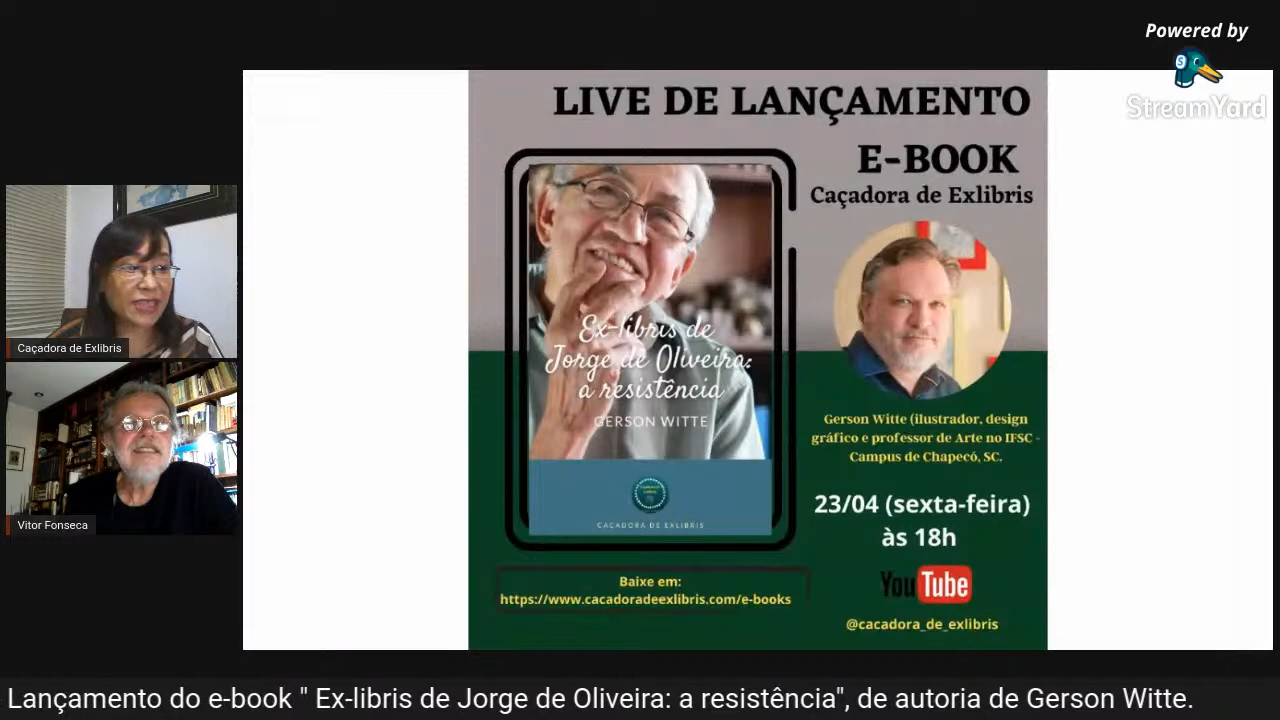 Powered by
StreamYard
LIVE DE LANÇAMENTO
E-BOOK
Caçadora de Exlibris
Ex-libris de
Jorge de Oliveira:
a resistência
GERSON WITTE
CAÇADORA DE EXLIBRIS
Gerson Witte (ilustrador, design
gráfico e professor de Arte no IFSC -
Campus de Chapecó, SC.
23/04 (sexta-feira)
às 18h
YouTube
@cacadora_de_exlibris
Baixe em:
https://www.cacadoradeexlibris.com/e-books
Caçadora de Exlibris
Vitor Fonseca
Lançamento do e-book " Ex-libris de Jorge de Oliveira: a resistência", de autoria de Gerson Witte.